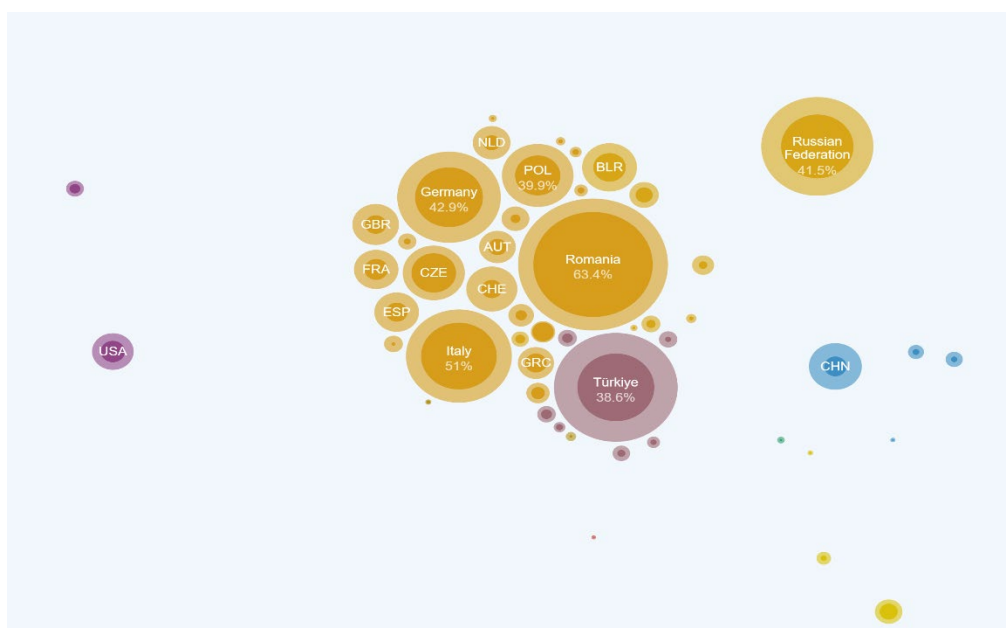 NLD
POL
39.9%
BLR
Russian
Federation
41.5%
Germany
42.9%
GBR
AUT
Romania
63.4%
FRA
CZE
CHE
ESP
USA
Italy
51%
GRC
Türkiye
38.6%
CHN